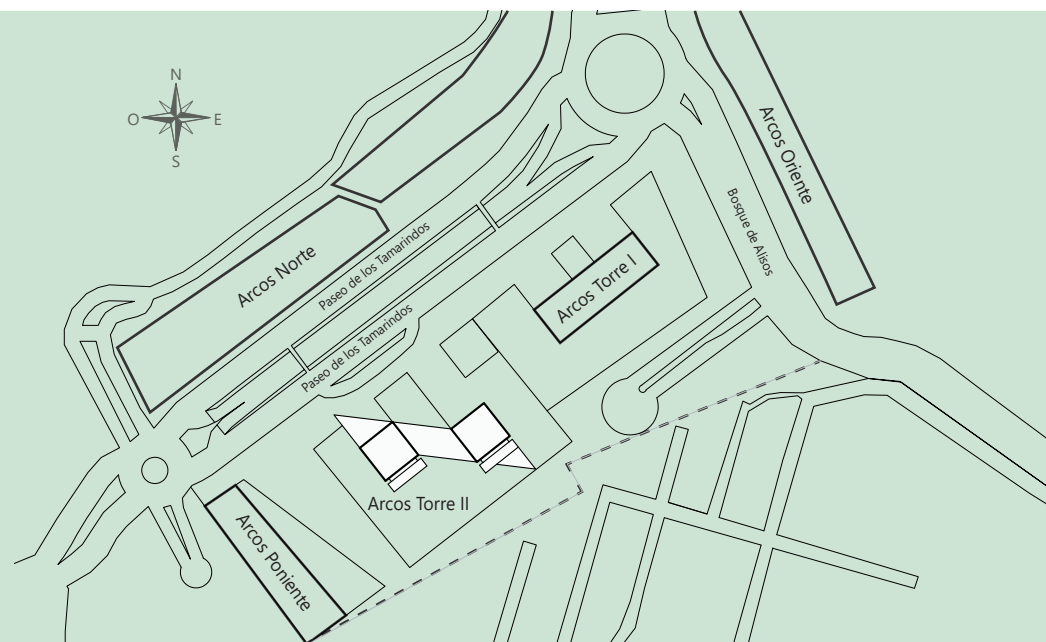 N
O
E
S
Arcos Oriente
Bosque de Alisos
Paseo de los Tamarindos
Arcos Norte
Arcos Torre I
Paseo de los Tamarindos
Arcos Torre II
Arcos Poniente